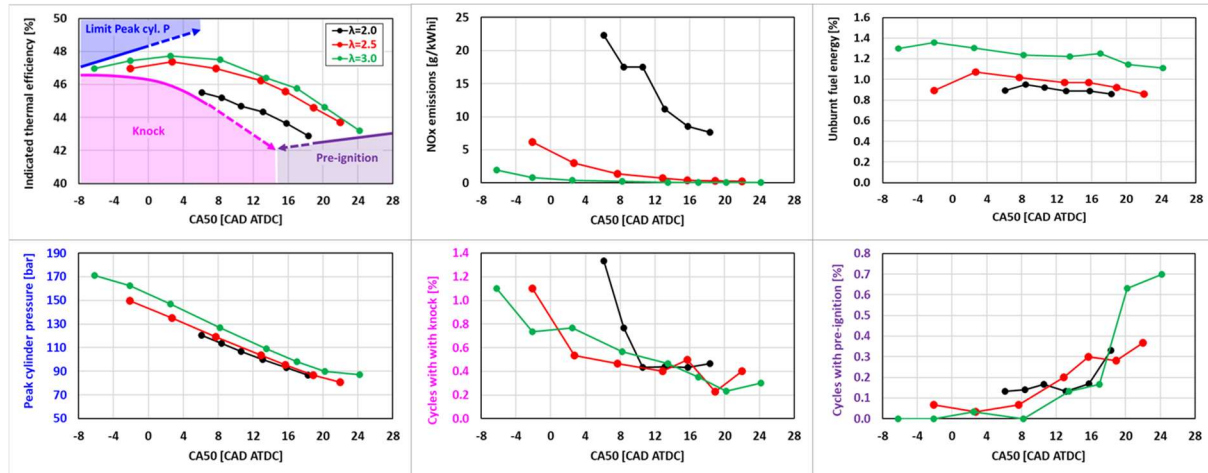 Indicated thermal efficiency [%]
50
48
46
44
42
40
Limit Peak cyl. P
λ=2.0
λ=2.5
λ=3.0
Knock
Pre-ignition
-8 -4 0 4 8 12 16 20 24 28
CA50 [CAD ATDC]
NOx emissions [g/kWhi]
25
20
15
10
5
0
-8 -4 0 4 8 12 16 20 24 28
CA50 [CAD ATDC]
Unburnt fuel energy [%]
1.6
1.4
1.2
1.0
0.8
0.6
0.4
0.2
0.0
-8 -4 0 4 8 12 16 20 24 28
CA50 [CAD ATDC]
Peak cylinder pressure [bar]
190
170
150
130
110
90
70
50
-8 -4 0 4 8 12 16 20 24 28
CA50 [CAD ATDC]
Cycles with knock [%]
1.4
1.2
1.0
0.8
0.6
0.4
0.2
0.0
-8 -4 0 4 8 12 16 20 24 28
CA50 [CAD ATDC]
Cycles with pre-ignition [%]
0.8
0.7
0.6
0.5
0.4
0.3
0.2
0.1
0.0
-8 -4 0 4 8 12 16 20 24 28
CA50 [CAD ATDC]